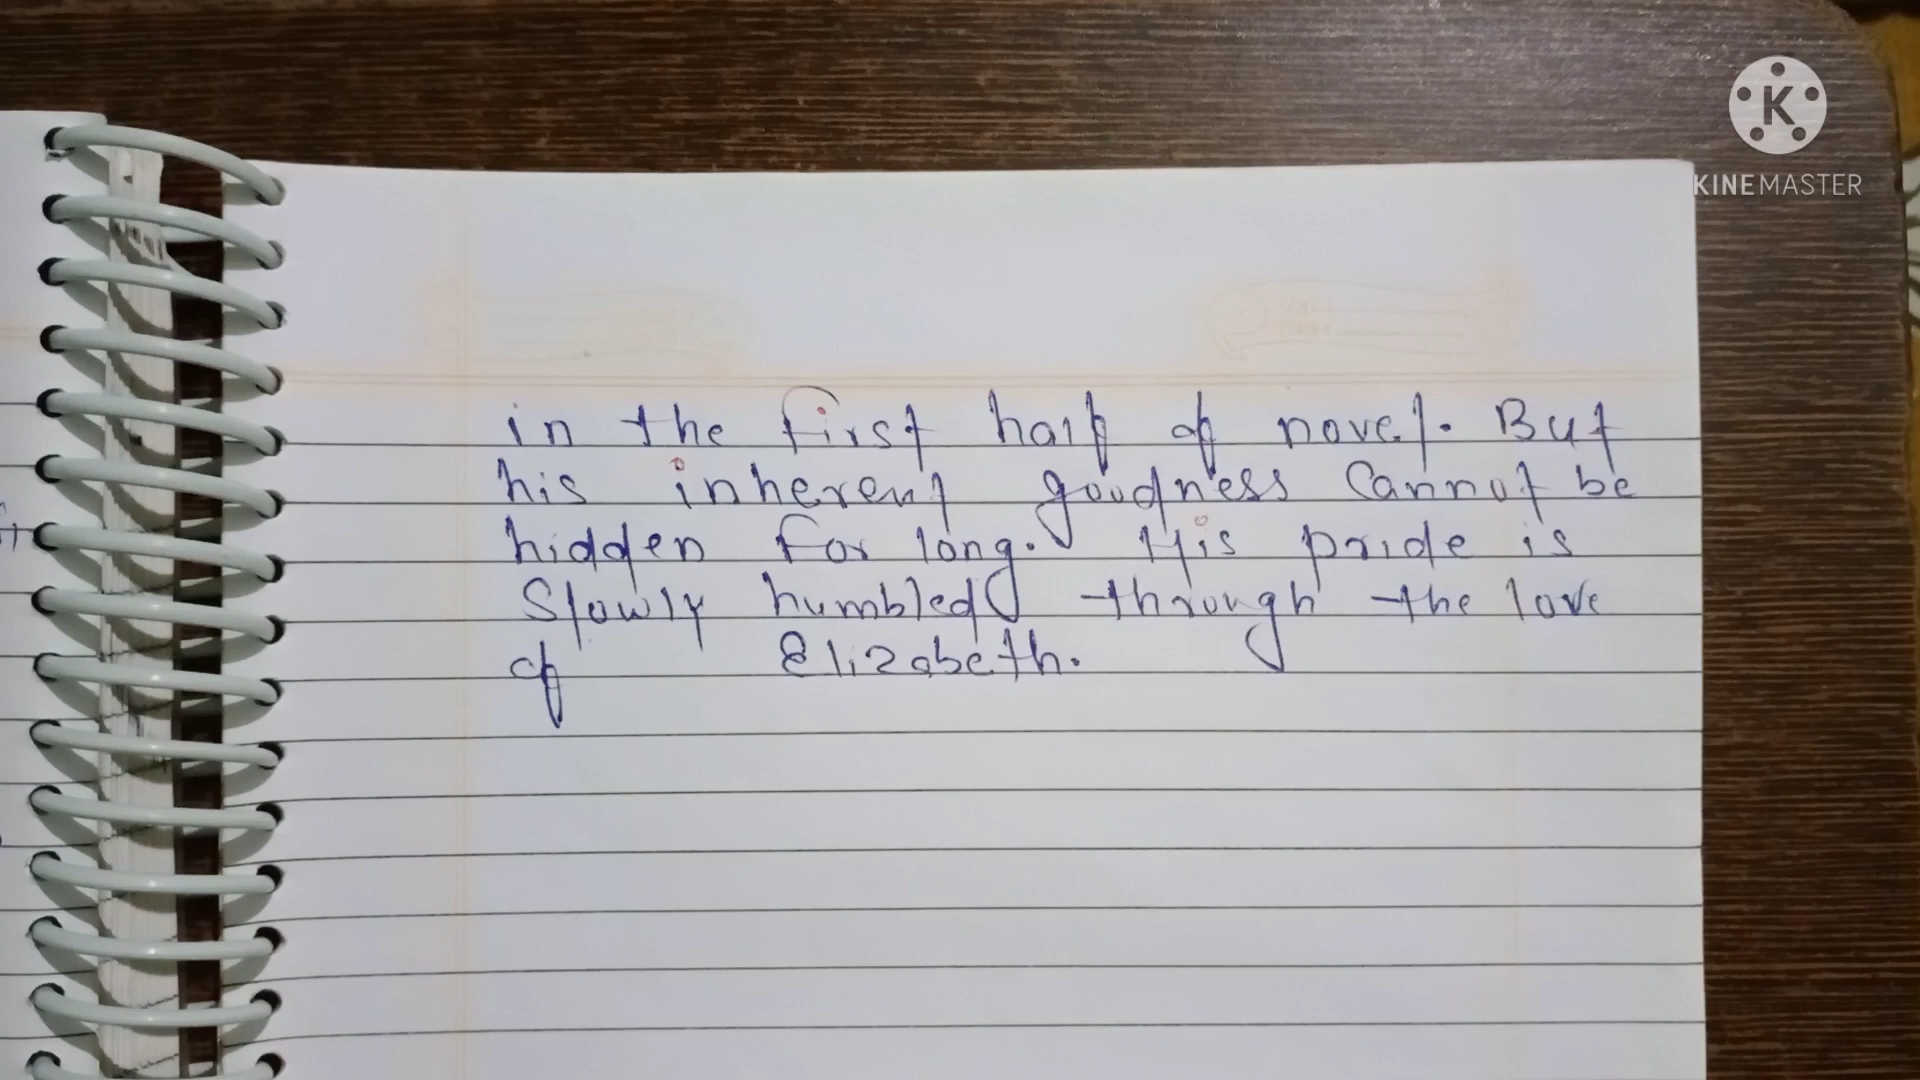 in the first half of novel. But
his inherent goodness Cannot be
hidden for long. His pride is
Slowly humbled through the love
of Elizabeth.
K
KINEMASTER